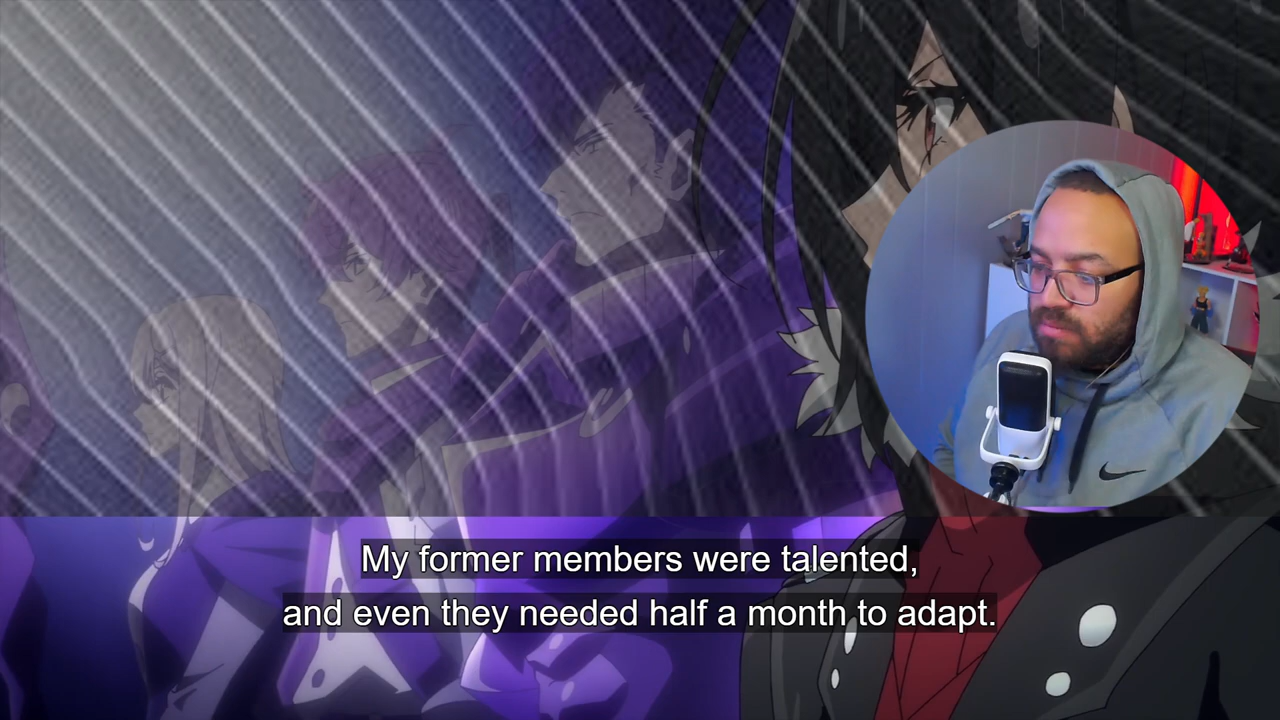 My former members were talented,
and even they needed half a month to adapt.